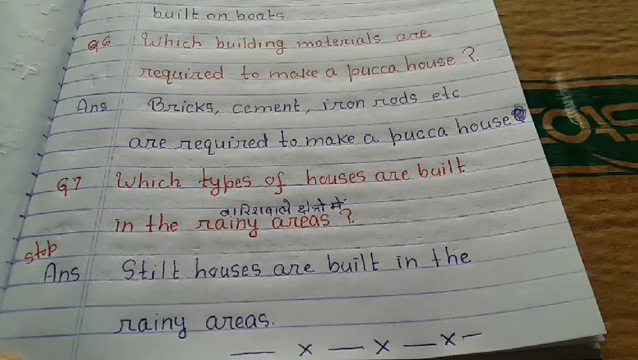 built on boats.
Q6 Which building materials are
required to make a pucca house ?
Ans Bricks, cement, iron rods etc
are required to make a pucca house
Q7 Which types of houses are built
बारिशवाले क्षेत्रो में
in the rainy areas ?
stop
Ans Stilt houses are built in the
rainy areas.
— x — x — x —